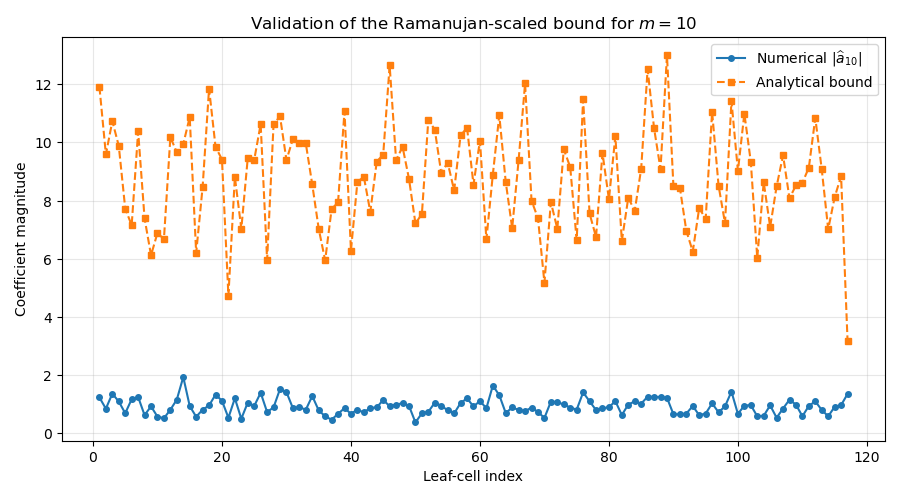 Validation of the Ramanujan-scaled bound for m = 10
Numerical |â₁₀|
Analytical bound
Coefficient magnitude
12
10
8
6
4
2
0
0 20 40 60 80 100 120
Leaf-cell index